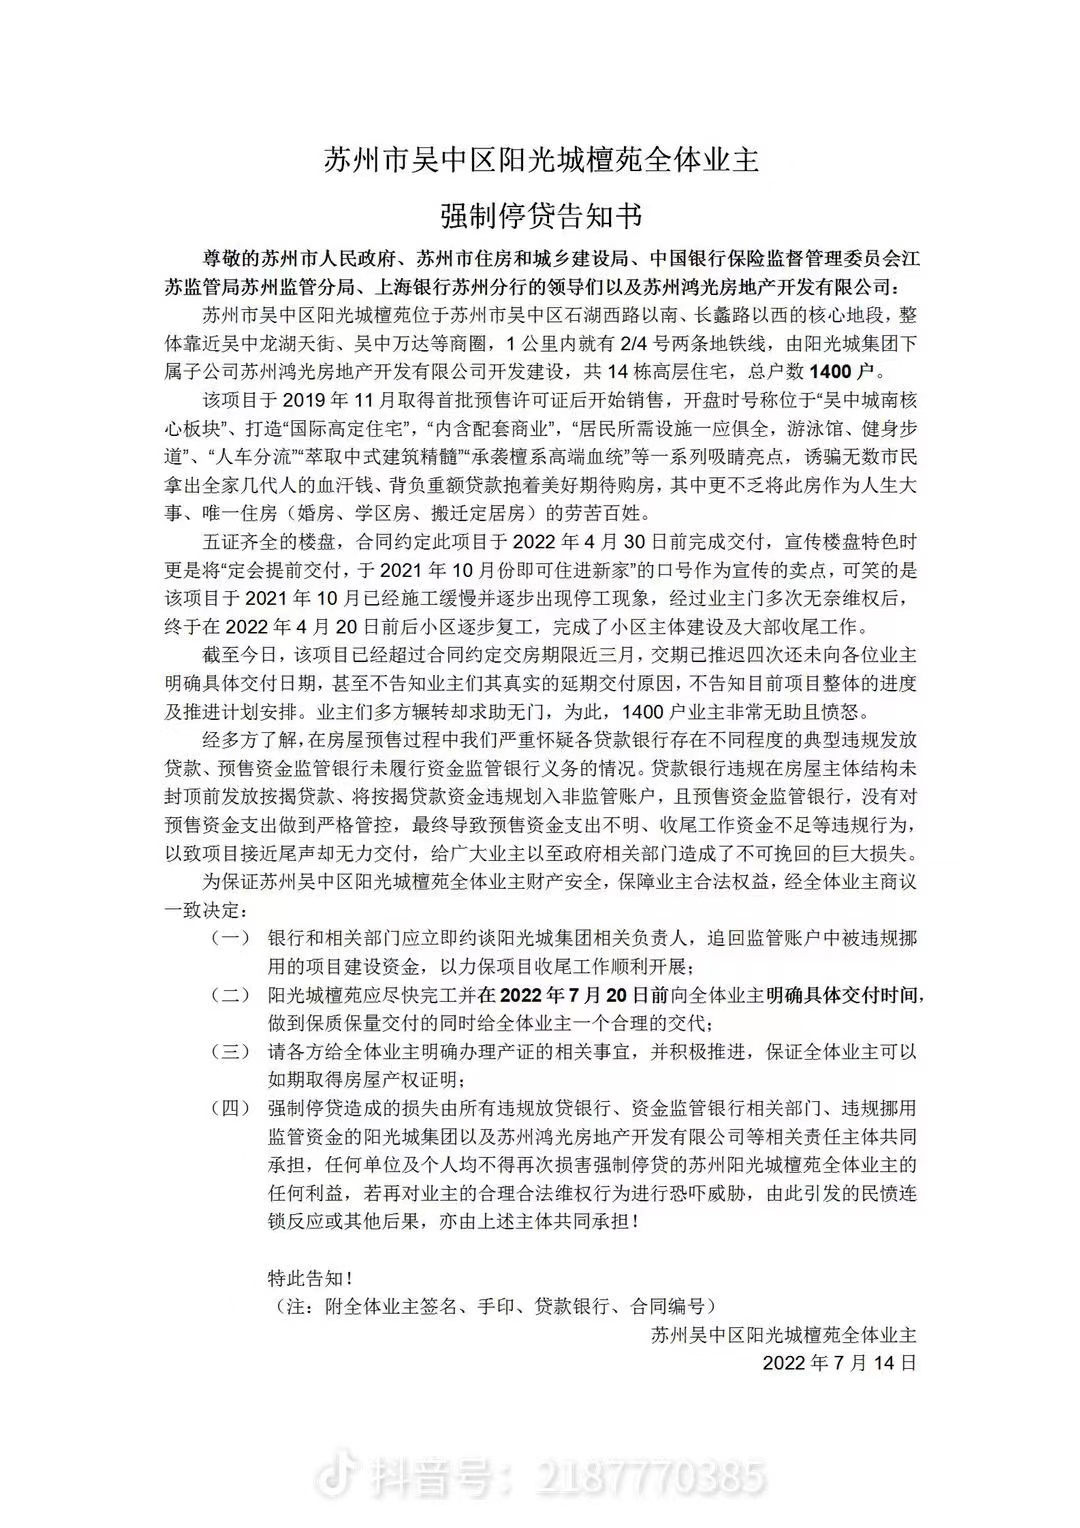 苏州市吴中区阳光城檀苑全体业主
强制停贷告知书
尊敬的苏州市人民政府、苏州市住房和城乡建设局、中国银行保险监督管理委员会江
苏监管局苏州监管分局、上海银行苏州分行的领导们以及苏州鸿光房地产开发有限公司：
苏州市吴中区阳光城檀苑位于苏州市吴中区石湖西路以南、长蠡路以西的核心地段，整
体靠近吴中龙湖天街、吴中万达等商圈，1 公里内就有 2/4 号两条地铁线，由阳光城集团下
属子公司苏州鸿光房地产开发有限公司开发建设，共 14 栋高层住宅，总户数 1400 户。
该项目于 2019 年 11 月取得首批预售许可证后开始销售，开盘时号称位于“吴中城南核
心板块”、打造“国际高定住宅”，“内含配套商业”，“居民所需设施一应俱全，游泳馆、健身步
道”、“人车分流”“萃取中式建筑精髓”“承袭檀系高端血统”等一系列吸睛亮点，诱骗无数市民
拿出全家几代人的血汗钱、背负重额贷款抱着美好期待购房，其中更不乏将此房作为人生大
事、唯一住房（婚房、学区房、搬迁定居房）的劳苦百姓。
五证齐全的楼盘，合同约定此项目于 2022 年 4 月 30 日前完成交付，宣传楼盘特色时
更是将“定会提前交付，于 2021 年 10 月份即可住进新家”的口号作为宣传的卖点，可笑的是
该项目于 2021 年 10 月已经施工缓慢并逐步出现停工现象，经过业主门多次无奈维权后，
终于在 2022 年 4 月 20 日前后小区逐步复工，完成了小区主体建设及大部收尾工作。
截至今日，该项目已经超过合同约定交房期限近三月，交期已推迟四次还未向各位业主
明确具体交付日期，甚至不告知业主们其真实的延期交付原因，不告知目前项目整体的进度
及推进计划安排。业主们多方辗转却求助无门，为此，1400 户业主非常无助且愤怒。
经多方了解，在房屋预售过程中我们严重怀疑各贷款银行存在不同程度的典型违规发放
贷款、预售资金监管银行未履行资金监管银行义务的情况。贷款银行违规在房屋主体结构未
封顶前发放按揭贷款、将按揭贷款资金违规划入非监管账户，且预售资金监管银行，没有对
预售资金支出做到严格管控，最终导致预售资金支出不明、收尾工作资金不足等违规行为，
以致项目接近尾声却无力交付，给广大业主以至政府相关部门造成了不可挽回的巨大损失。
为保证苏州吴中区阳光城檀苑全体业主财产安全，保障业主合法权益，经全体业主商议
一致决定：
（一） 银行和相关部门应立即约谈阳光城集团相关负责人，追回监管账户中被违规挪
用的项目建设资金，以力保项目收尾工作顺利开展；
（二） 阳光城檀苑应尽快完工并在 2022 年 7 月 20 日前向全体业主明确具体交付时间，
做到保质保量交付的同时给全体业主一个合理的交代；
（三） 请各方给全体业主明确办理产证的相关事宜，并积极推进，保证全体业主可以
如期取得房屋产权证明；
（四） 强制停贷造成的损失由所有违规放贷银行、资金监管银行相关部门、违规挪用
监管资金的阳光城集团以及苏州鸿光房地产开发有限公司等相关责任主体共同
承担，任何单位及个人均不得再次损害强制停贷的苏州阳光城檀苑全体业主的
任何利益，若再对业主的合理合法维权行为进行恐吓威胁，由此引发的民愤连
锁反应或其他后果，亦由上述主体共同承担！
特此告知！
（注：附全体业主签名、手印、贷款银行、合同编号）
苏州吴中区阳光城檀苑全体业主
2022 年 7 月 14 日
抖音号：2187770385